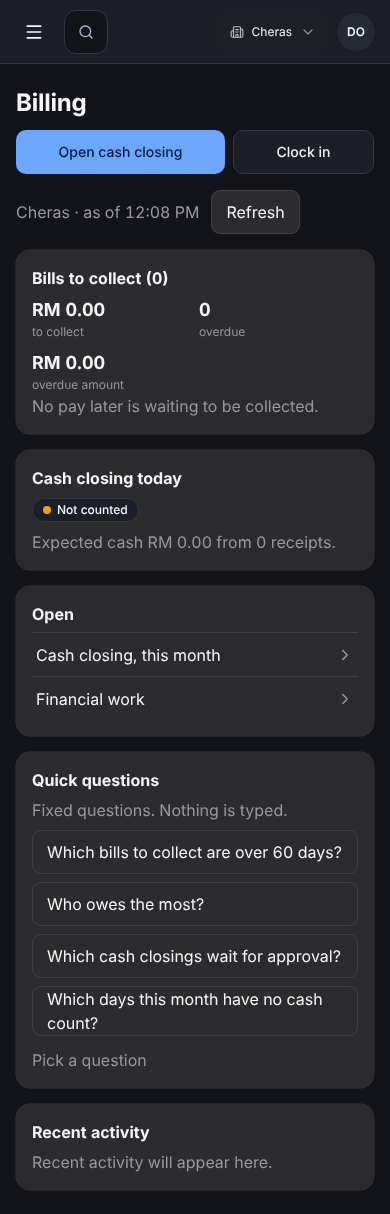 Cheras
DO
Billing
Open cash closing
Clock in
Cheras · as of 12:08 PM
Refresh
Bills to collect (0)
RM 0.00
0
to collect
overdue
RM 0.00
overdue amount
No pay later is waiting to be collected.
Cash closing today
Not counted
Expected cash RM 0.00 from 0 receipts.
Open
Cash closing, this month
Financial work
Quick questions
Fixed questions. Nothing is typed.
Which bills to collect are over 60 days?
Who owes the most?
Which cash closings wait for approval?
Which days this month have no cash
count?
Pick a question
Recent activity
Recent activity will appear here.